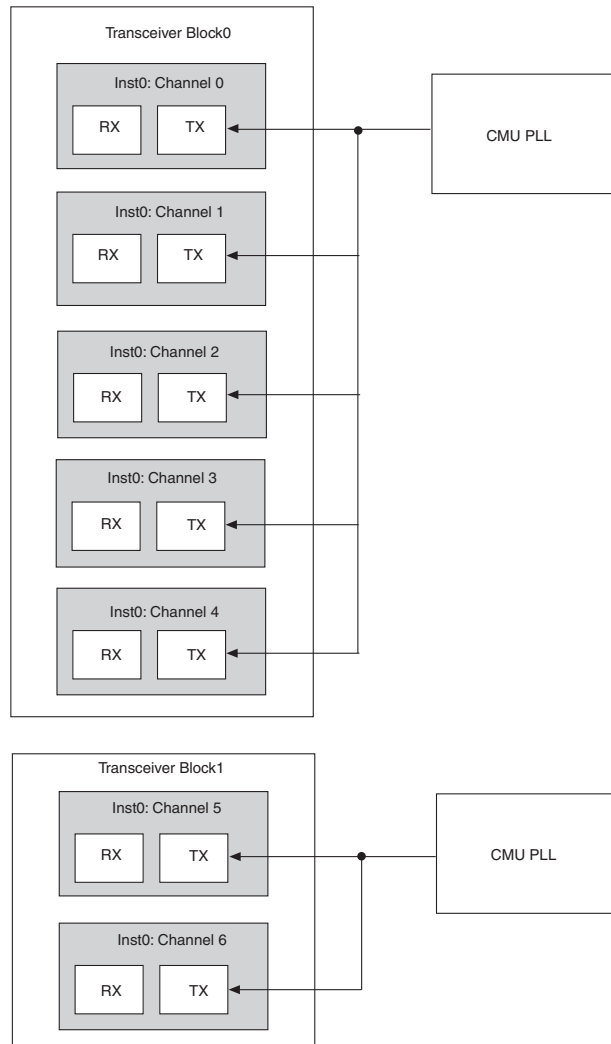 Transceiver Block0
Inst0: Channel 0
RX
TX
CMU PLL
Inst0: Channel 1
RX
TX
Inst0: Channel 2
RX
TX
Inst0: Channel 3
RX
TX
Inst0: Channel 4
RX
TX
Transceiver Block1
Inst0: Channel 5
RX
TX
CMU PLL
Inst0: Channel 6
RX
TX